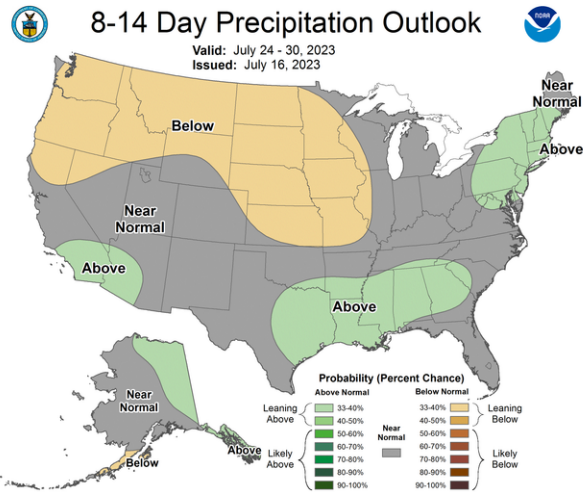 8-14 Day Precipitation Outlook
Valid: July 24 - 30, 2023
Issued: July 16, 2023
NOAA
Near
Normal
Below
Above
Near
Normal
Above
Above
Near
Normal
Below
Above
Probability (Percent Chance)
Above Normal
Below Normal
Leaning
Above
33-40%
40-50%
Likely
Above
50-60%
60-70%
70-80%
80-90%
90-100%
Near
Normal
33-40%
40-50%
Leaning
Below
50-60%
60-70%
70-80%
80-90%
90-100%
Likely
Below